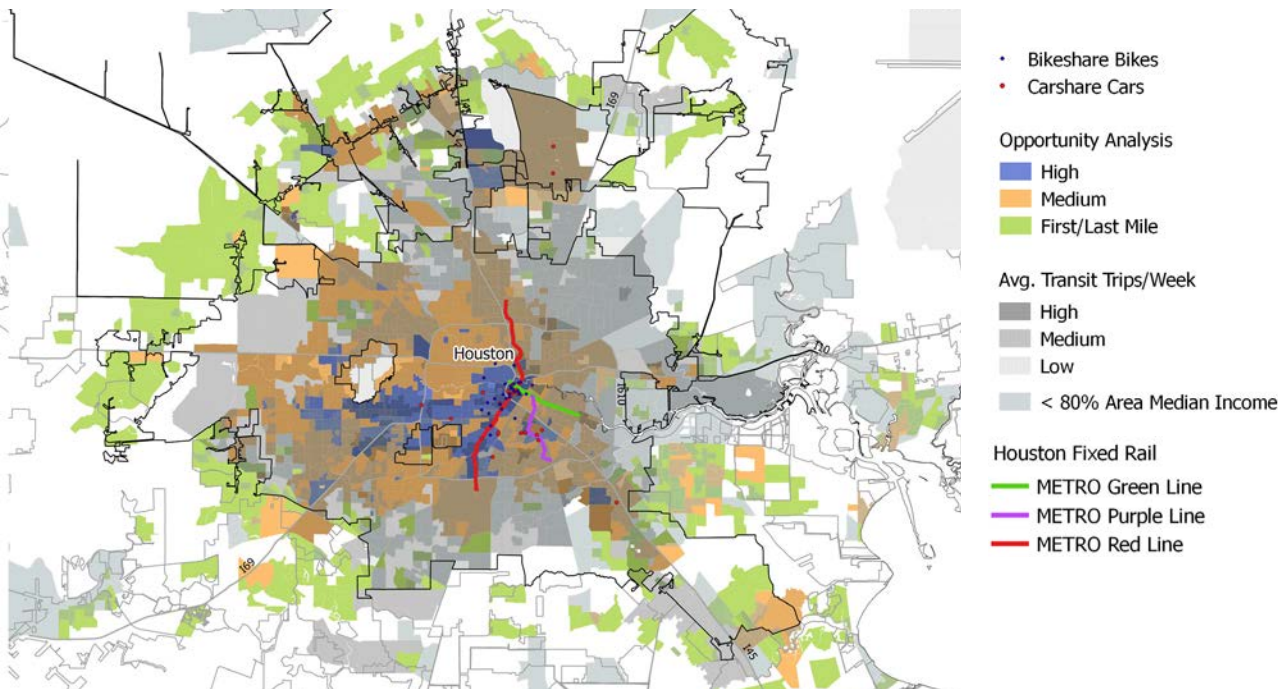 Bikeshare Bikes
Carshare Cars
Opportunity Analysis
High
Medium
First/Last Mile
Avg. Transit Trips/Week
High
Medium
Low
< 80% Area Median Income
Houston Fixed Rail
METRO Green Line
METRO Purple Line
METRO Red Line
I45
I69
Houston
I10
I610
I69
I45